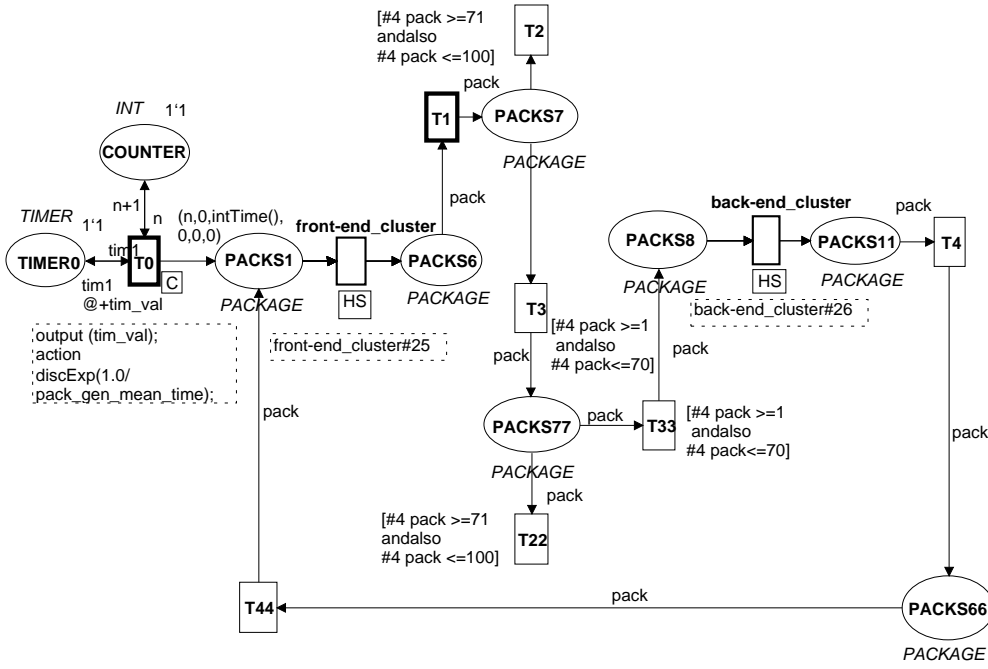 [#4 pack >=71
andalso
#4 pack <=100]
T2
pack
INT 1‘1
T1
PACKS7
COUNTER
PACKAGE
pack
n+1
n
TIMER
1‘1
(n,0,intTime(),
0,0,0)
front-end_cluster
back-end_cluster
pack
TIMER0
tim1
T0
PACKS1
PACKS6
PACKS8
PACKS11
T4
C
tim1
@+tim_val
PACKAGE
HS
PACKAGE
PACKAGE
HS
PACKAGE
T3
back-end_cluster#26
output (tim_val);
action
discExp(1.0/
pack_gen_mean_time);
front-end_cluster#25
[#4 pack >=1
andalso
#4 pack<=70]
pack
pack
pack
pack
PACKS77
T33
[#4 pack >=1
andalso
#4 pack<=70]
pack
PACKAGE
pack
[#4 pack >=71
andalso
#4 pack <=100]
T22
pack
T44
PACKS66
PACKAGE